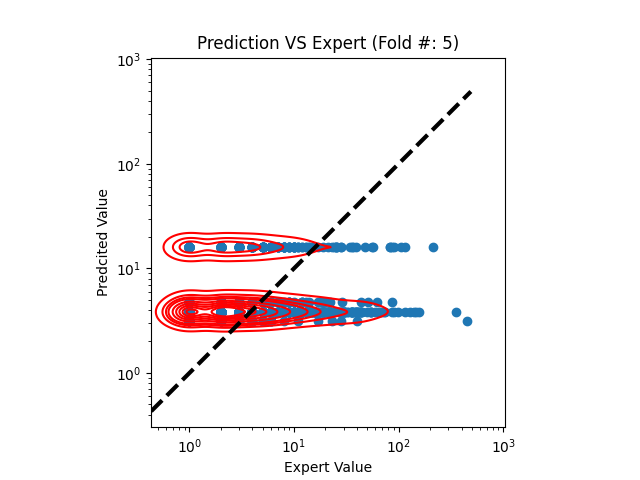 Prediction VS Expert (Fold #: 5)
10³
10²
10¹
10⁰
Predcited Value
10⁰ 10¹ 10² 10³
Expert Value